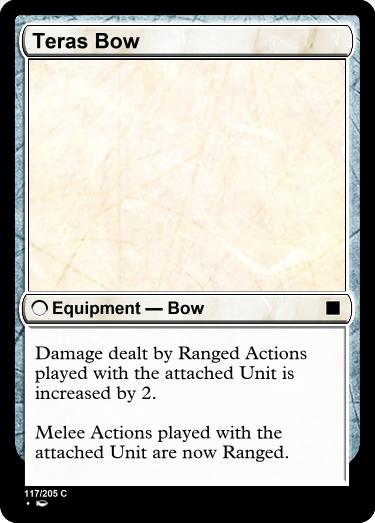 Teras Bow
Equipment — Bow
Damage dealt by Ranged Actions
played with the attached Unit is
increased by 2.
Melee Actions played with the
attached Unit are now Ranged.
117/205 C